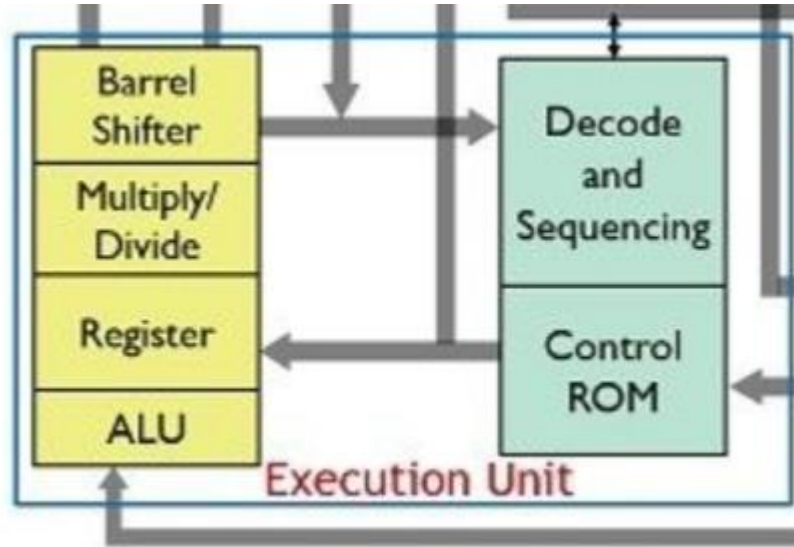 Barrel
Shifter
Multiply/
Divide
Register
ALU
Decode
and
Sequencing
Control
ROM
Execution Unit